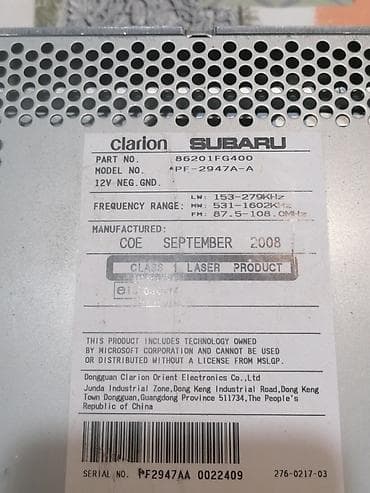 clarion SUBARU
PART NO. 86201FG400
MODEL NO. *PF-2947A-A
12V NEG.GND.
LW: 153-279KHz
FREQUENCY RANGE: MW: 531-1602KHz
FM: 87.5-108.0MHz
MANUFACTURED:
COE SEPTEMBER 2008
CLASS 1 LASER PRODUCT
THIS PRODUCT INCLUDES TECHNOLOGY OWNED
BY MICROSOFT CORPORATION AND CANNOT BE USED
OR DISTRIBUTED WITHOUT A LICENSE FROM MSLGP.
Dongguan Clarion Orient Electronics Co.,Ltd
Junda Industrial Zone,Dong Keng Industrial Road,Dong Keng
Town Dongguan,Guangdong Province 511734,The People's
Republic of China
SERIAL NO. *PF2947AA 0022409
276-0217-03